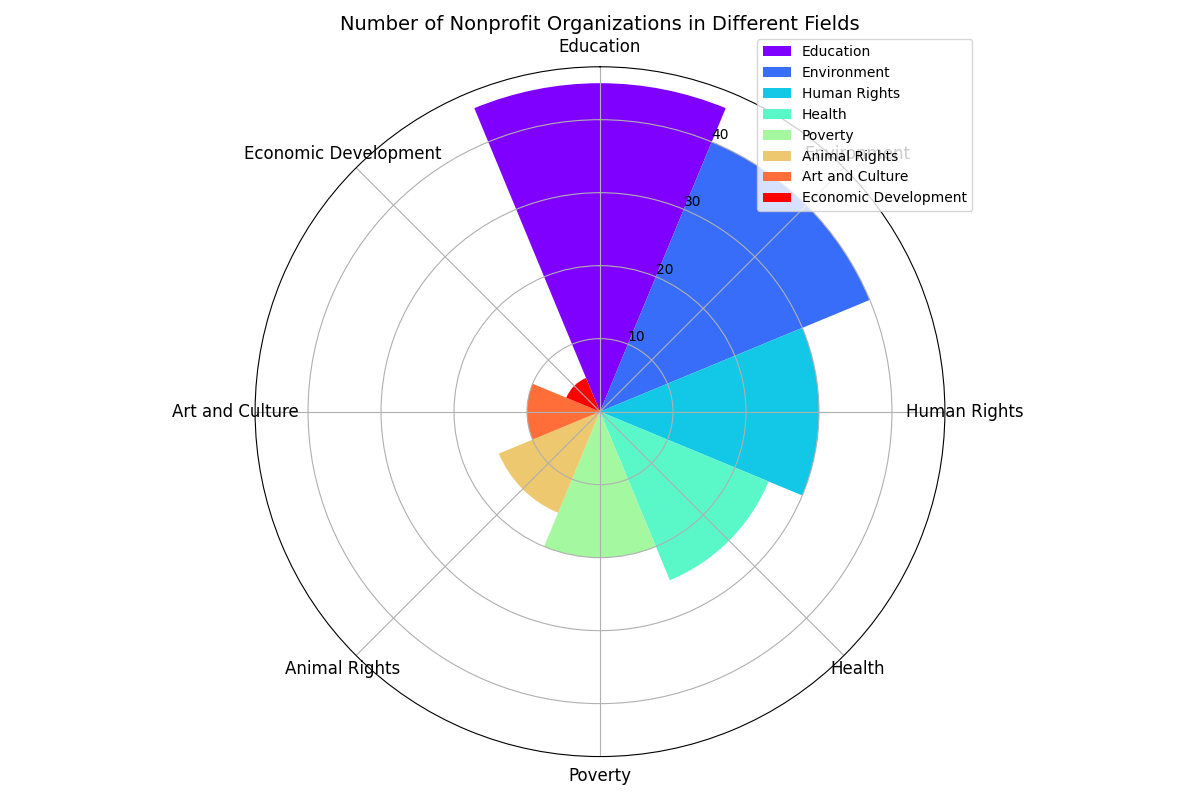 Number of Nonprofit Organizations in Different Fields
Education
Education
Environment
Human Rights
Health
Poverty
Animal Rights
Art and Culture
Economic Development
Economic Development
Environment
40
30
20
10
Art and Culture
Human Rights
Animal Rights
Health
Poverty